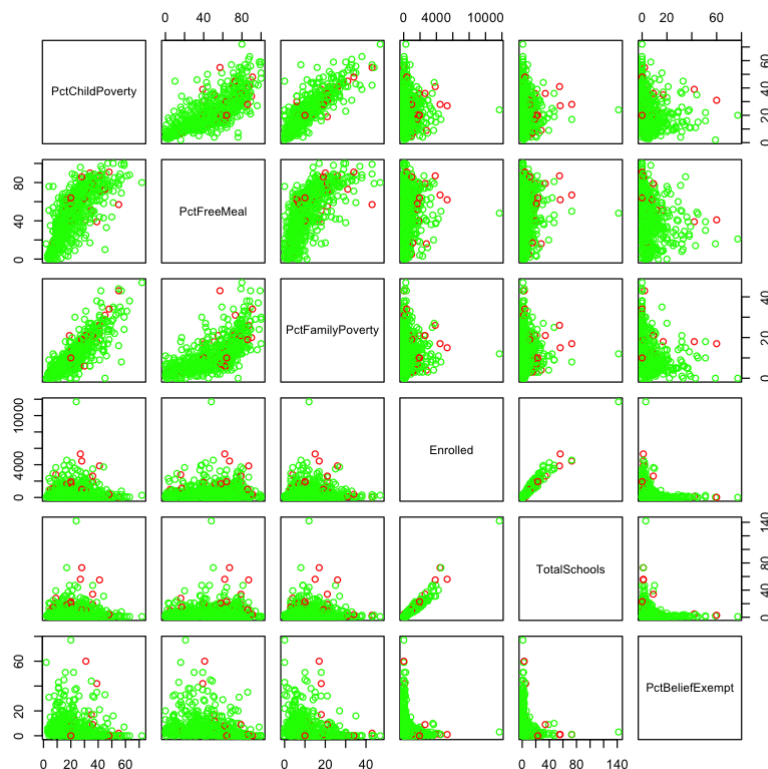 0 40 80 0 4000 10000 0 20 60
PctChildPoverty
0 20 40 60
0 40 80
PctFreeMeal
PctFamilyPoverty
0 20 40
0 4000 10000
Enrolled
TotalSchools
0 40 80 140
0 20 60
PctBeliefExempt
0 20 60 0 20 40 0 40 80 140